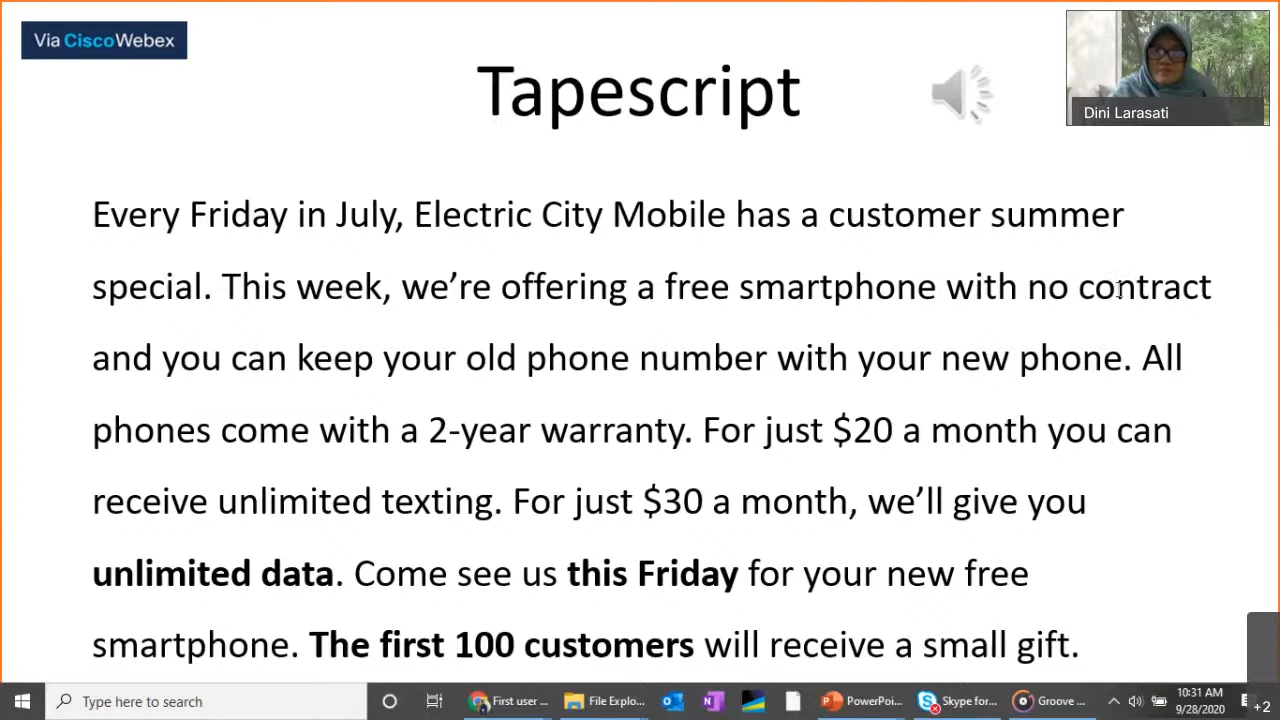 Via CiscoWebex
Tapescript
Dini Larasati
Every Friday in July, Electric City Mobile has a customer summer
special. This week, we’re offering a free smartphone with no contract
and you can keep your old phone number with your new phone. All
phones come with a 2-year warranty. For just $20 a month you can
receive unlimited texting. For just $30 a month, we’ll give you
unlimited data. Come see us this Friday for your new free
smartphone. The first 100 customers will receive a small gift.
Type here to search
First user ...
File Explo...
PowerPoi...
Skype for...
Groove ...
10:31 AM
9/28/2020
+2